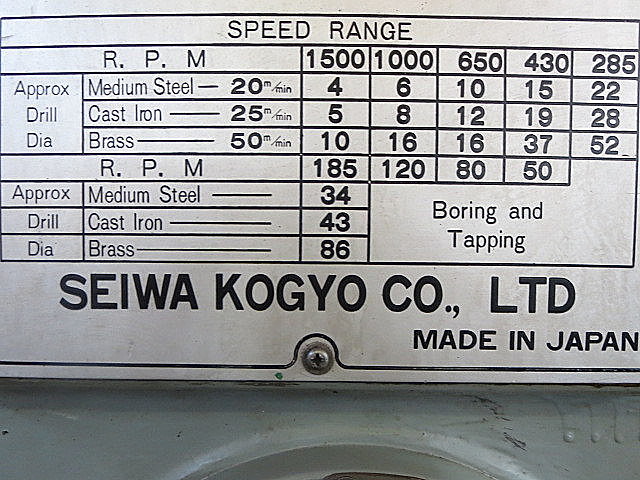 SPEED RANGE
R. P. M 1500 1000 650 430 285
Approx Medium Steel — 20m/min 4 6 10 15 22
Drill Cast Iron — 25m/min 5 8 12 19 28
Dia Brass — 50m/min 10 16 16 37 52
R. P. M 185 120 80 50
Approx Medium Steel — 34
Drill Cast Iron — 43
Dia Brass — 86
Boring and
Tapping
SEIWA KOGYO CO., LTD
MADE IN JAPAN